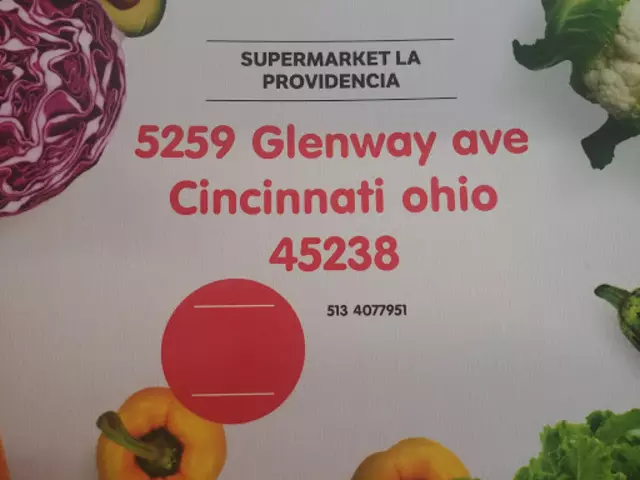 SUPERMARKET LA
PROVIDENCIA
5259 Glenway ave
Cincinnati ohio
45238
513 4077951